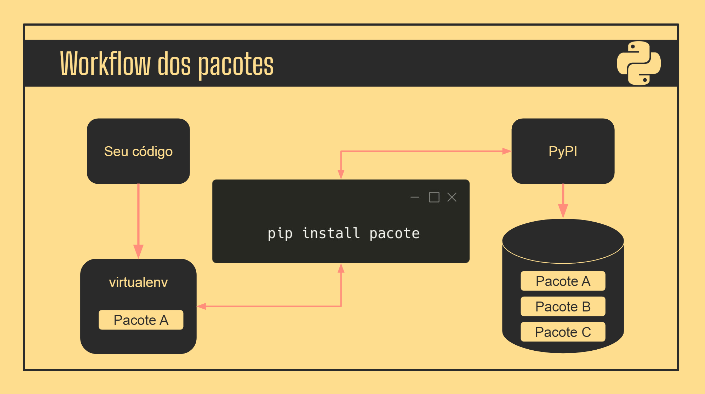 Workflow dos pacotes
Seu código
PyPI
pip install pacote
virtualenv
Pacote A
Pacote A
Pacote B
Pacote C